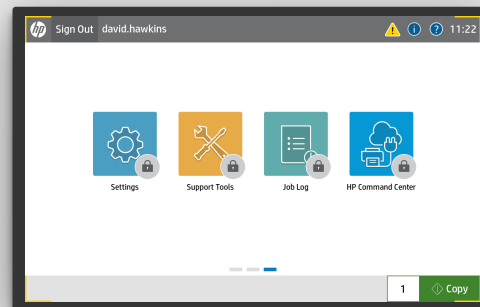 hp Sign Out david.hawkins 11:22
Settings Support Tools Job Log HP Command Center
1 Copy